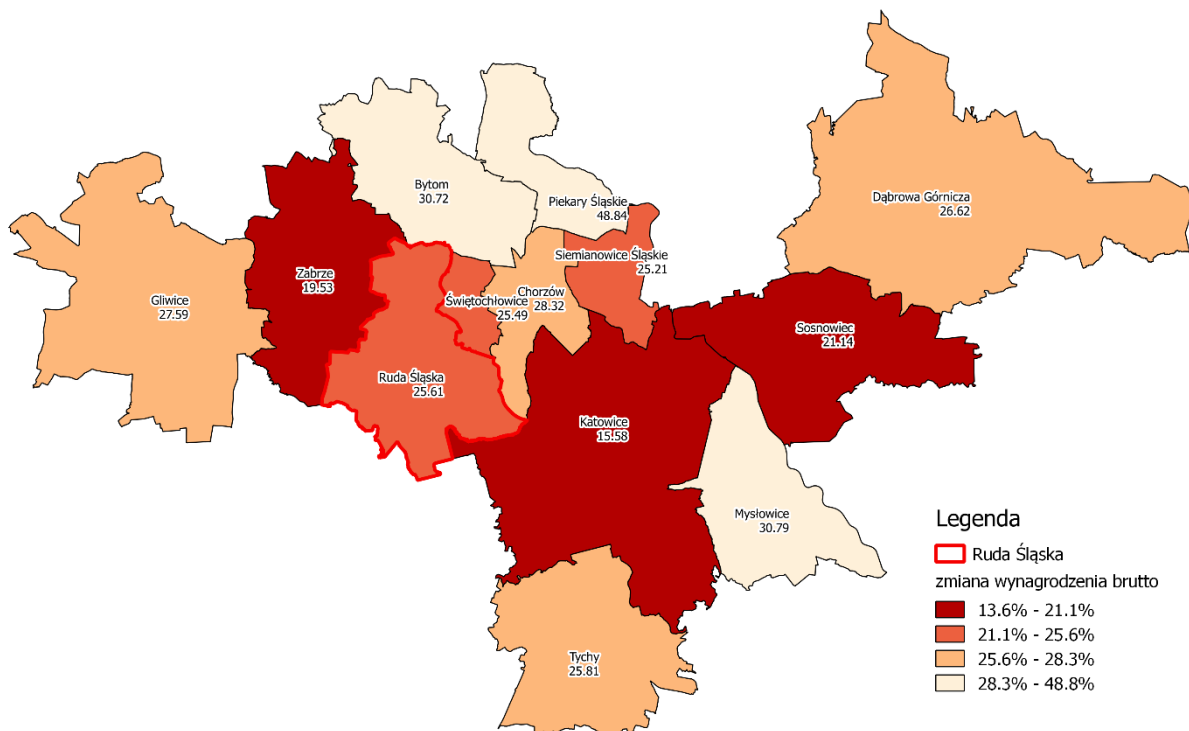 Bytom
30.72
Piekary Śląskie
48.84
Dąbrowa Górnicza
26.62
Siemianowice Śląskie
25.21
Zabrze
19.53
Gliwice
27.59
Świętochłowice
25.49
Chorzów
28.32
Sosnowiec
21.14
Ruda Śląska
25.61
Katowice
15.58
Mysłowice
30.79
Tychy
25.81
Legenda
Ruda Śląska
zmiana wynagrodzenia brutto
13.6% - 21.1%
21.1% - 25.6%
25.6% - 28.3%
28.3% - 48.8%